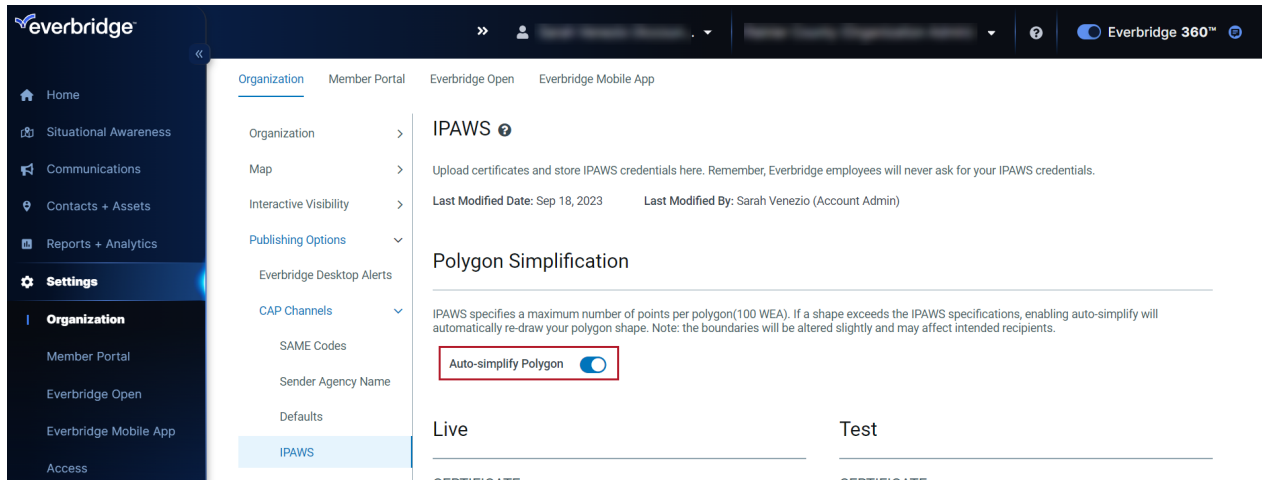 everbridge™
»
Everbridge 360™
«
Organization
Member Portal
Everbridge Open
Everbridge Mobile App
Home
Situational Awareness
Communications
Contacts + Assets
Reports + Analytics
Settings
Organization
Member Portal
Everbridge Open
Everbridge Mobile App
Access
Organization
Map
Interactive Visibility
Publishing Options
Everbridge Desktop Alerts
CAP Channels
SAME Codes
Sender Agency Name
Defaults
IPAWS
IPAWS
Upload certificates and store IPAWS credentials here. Remember, Everbridge employees will never ask for your IPAWS credentials.
Last Modified Date: Sep 18, 2023 Last Modified By: Sarah Venezio (Account Admin)
Polygon Simplification
IPAWS specifies a maximum number of points per polygon(100 WEA). If a shape exceeds the IPAWS specifications, enabling auto-simplify will
automatically re-draw your polygon shape. Note: the boundaries will be altered slightly and may affect intended recipients.
Auto-simplify Polygon
Live
Test
CERTIFICATE
CERTIFICATE